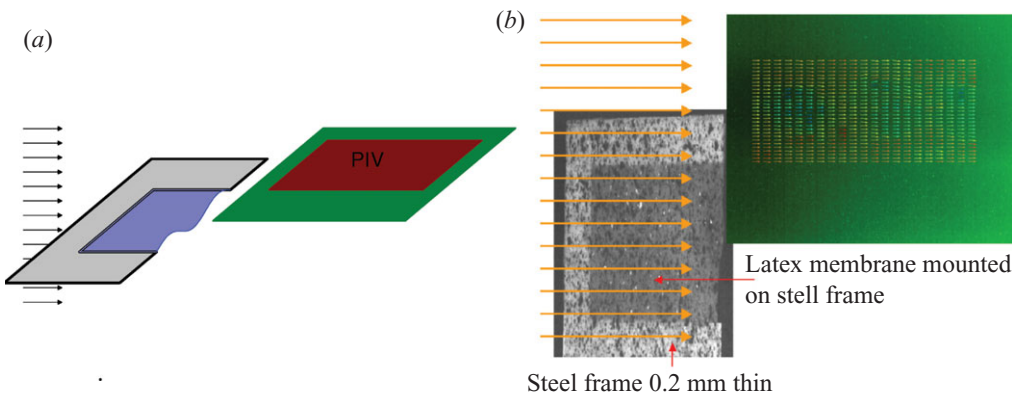 (a)
PIV
(b)
Latex membrane mounted
on stell frame
Steel frame 0.2 mm thin